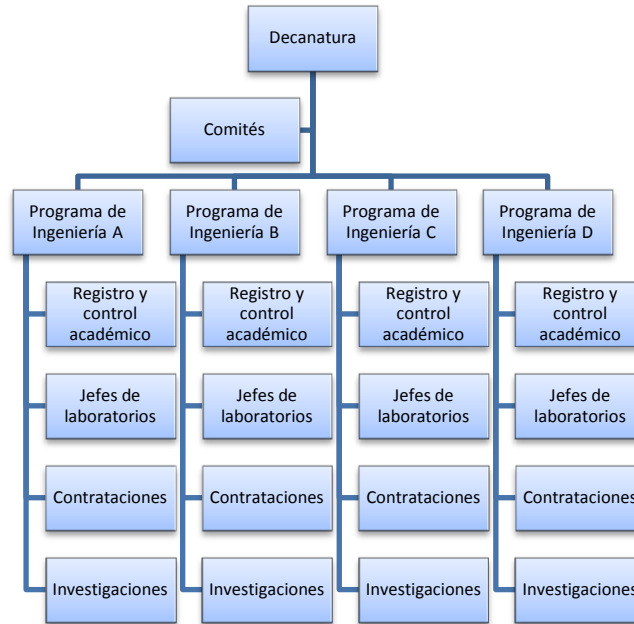 Decanatura
Comités
Programa de
Ingeniería A
Programa de
Ingeniería B
Programa de
Ingeniería C
Programa de
Ingeniería D
Registro y
control
académico
Registro y
control
académico
Registro y
control
académico
Registro y
control
académico
Jefes de
laboratorios
Jefes de
laboratorios
Jefes de
laboratorios
Jefes de
laboratorios
Contrataciones
Contrataciones
Contrataciones
Contrataciones
Investigaciones
Investigaciones
Investigaciones
Investigaciones